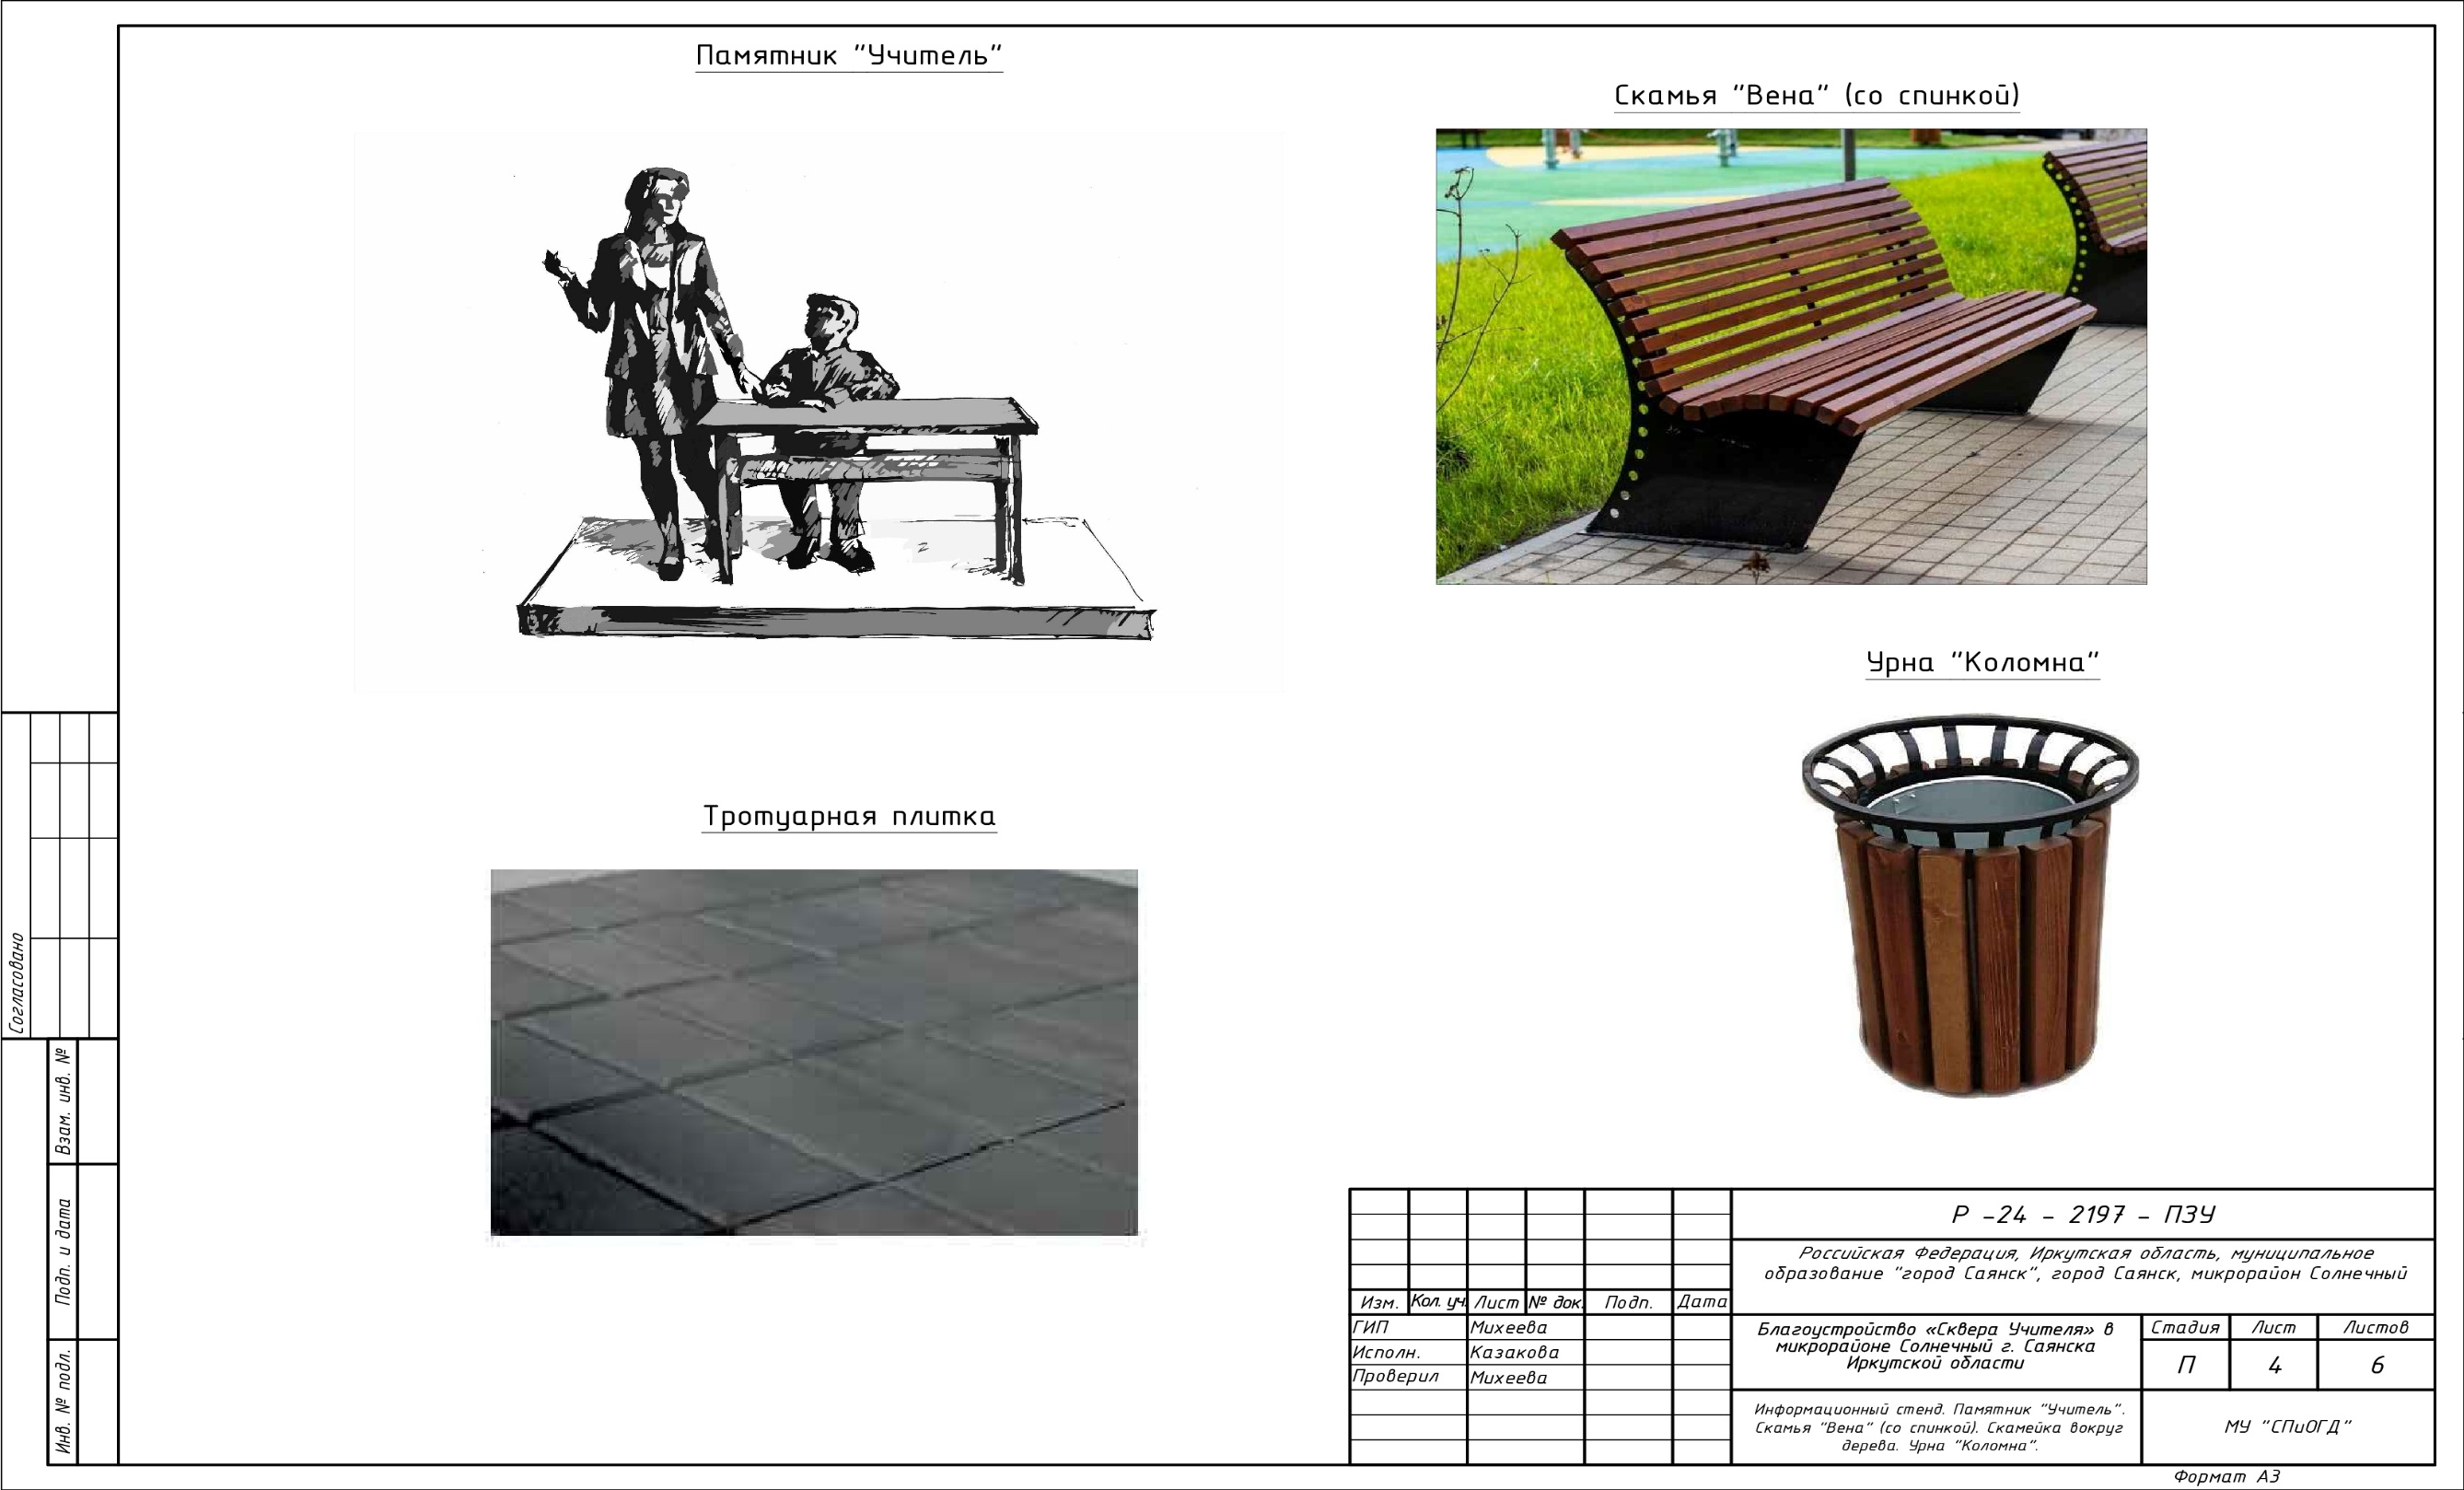 Памятник "Учитель"
Скамья "Вена" (со спинкой)
Урна "Коломна"
Тротуарная плитка
Согласовано
Взам. инв. №
Подп. и дата
Инв. № подл.
Р -24 - 2197 - ПЗУ
Российская Федерация, Иркутская область, муниципальное
образование "город Саянск", город Саянск, микрорайон Солнечный
Изм. Кол. уч. Лист № док. Подп. Дата
ГИП Михеева
Исполн. Казакова
Проверил Михеева
Благоустройство «Сквера Учителя» в
микрорайоне Солнечный г. Саянска
Иркутской области
Стадия Лист Листов
П 4 6
Информационный стенд. Памятник "Учитель".
Скамья "Вена" (со спинкой). Скамейка вокруг
дерева. Урна "Коломна".
МУ "СПиОГД"
Формат А3